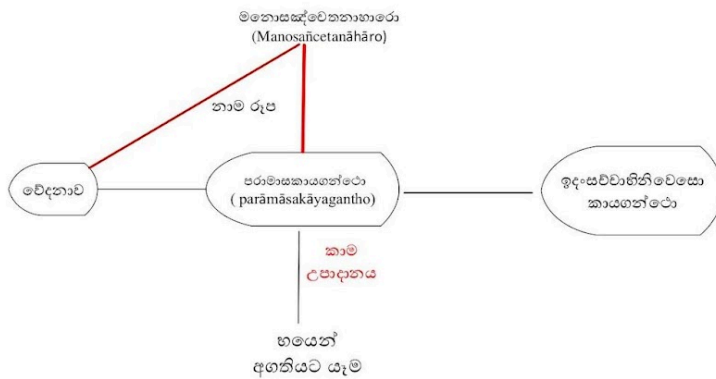 මනොසඤ්චෙතනාහාරො
(Manosañcetanāhāro)
නාම රූප
වේදනාව
පරාමාසකායගන්ථො
( parāmāsakāyagantho)
ඉදංසච්චාභිනිවෙසො
කායගන්ථො
කාම
උපාදානය
භයෙන්
අගතියට යෑම